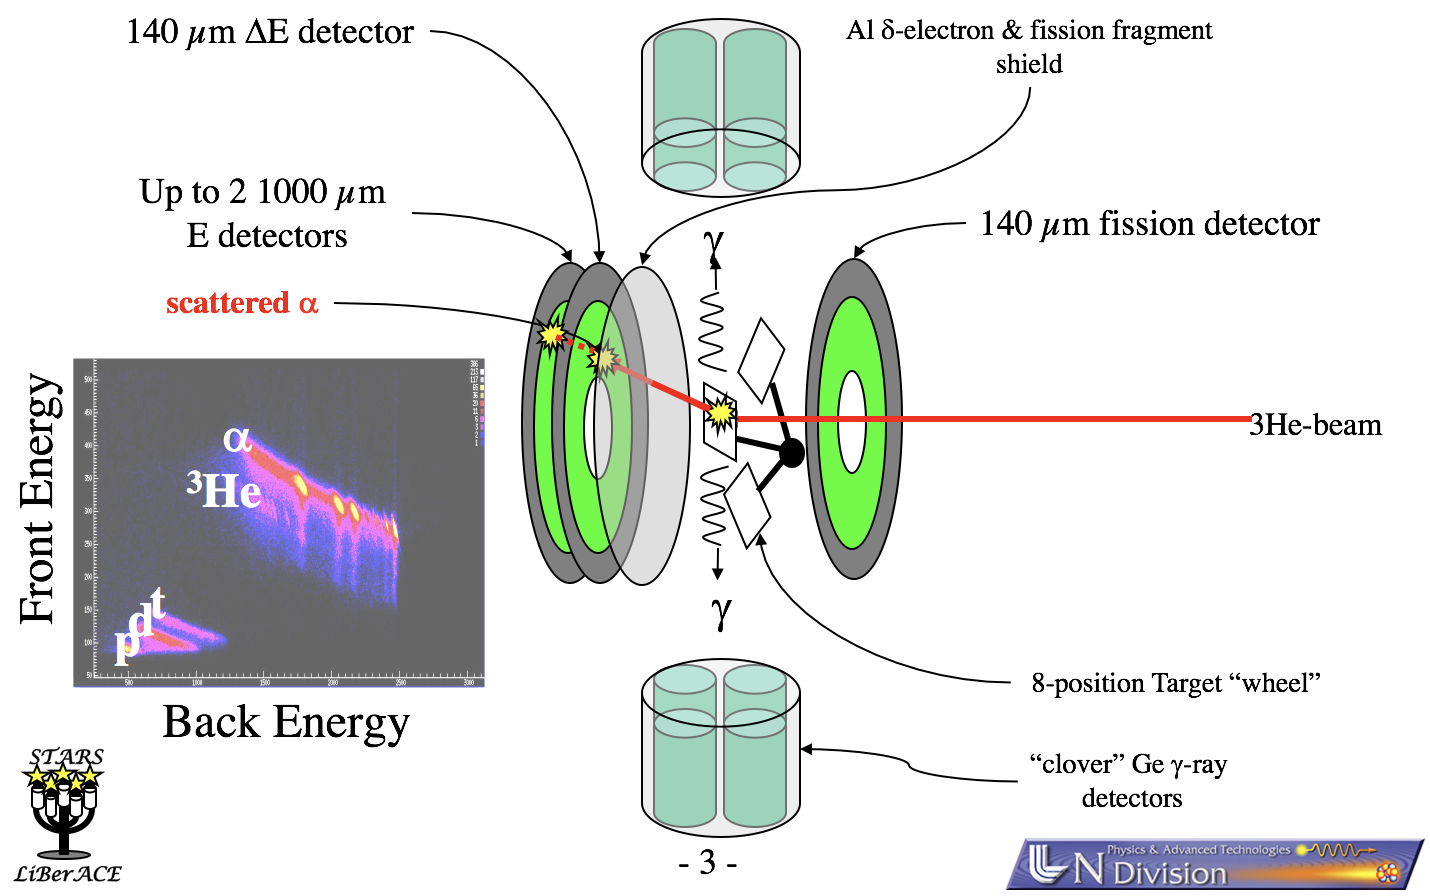 140 µm ΔE detector
Al δ-electron & fission fragment
shield
Up to 2 1000 µm
E detectors
140 µm fission detector
γ
scattered α
3He-beam
Front Energy
α
³He
t
d
p
Back Energy
γ
8-position Target “wheel”
“clover” Ge γ-ray
detectors
STARS
LiBerACE
- 3 -
Physics & Advanced Technologies
N Division